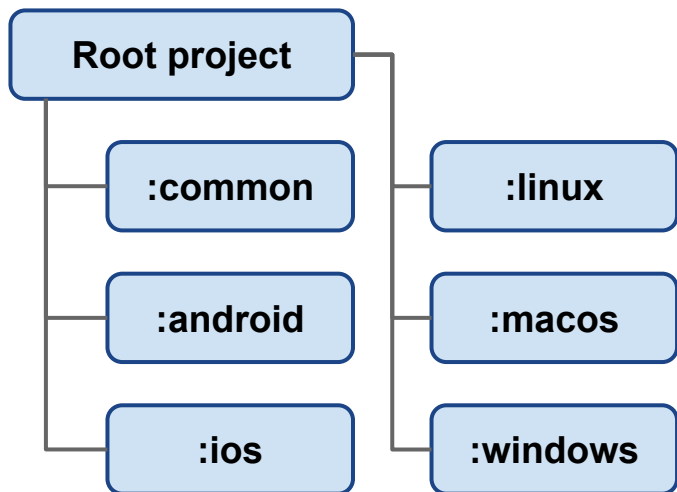 Root project
:common
:android
:ios
:linux
:macos
:windows